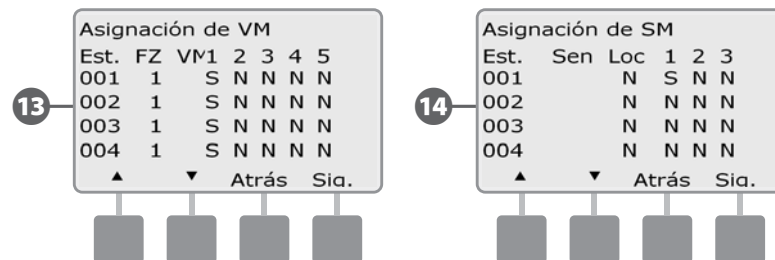 13
Asignación de VM
Est. FZ VM1 2 3 4 5
001 1 S N N N N
002 1 S N N N N
003 1 S N N N N
004 1 S N N N N
▲ ▼ Atrás Sig.
14
Asignación de SM
Est. Sen Loc 1 2 3
001 N S N N
002 N N N N
003 N N N N
004 N N N N
▲ ▼ Atrás Sig.